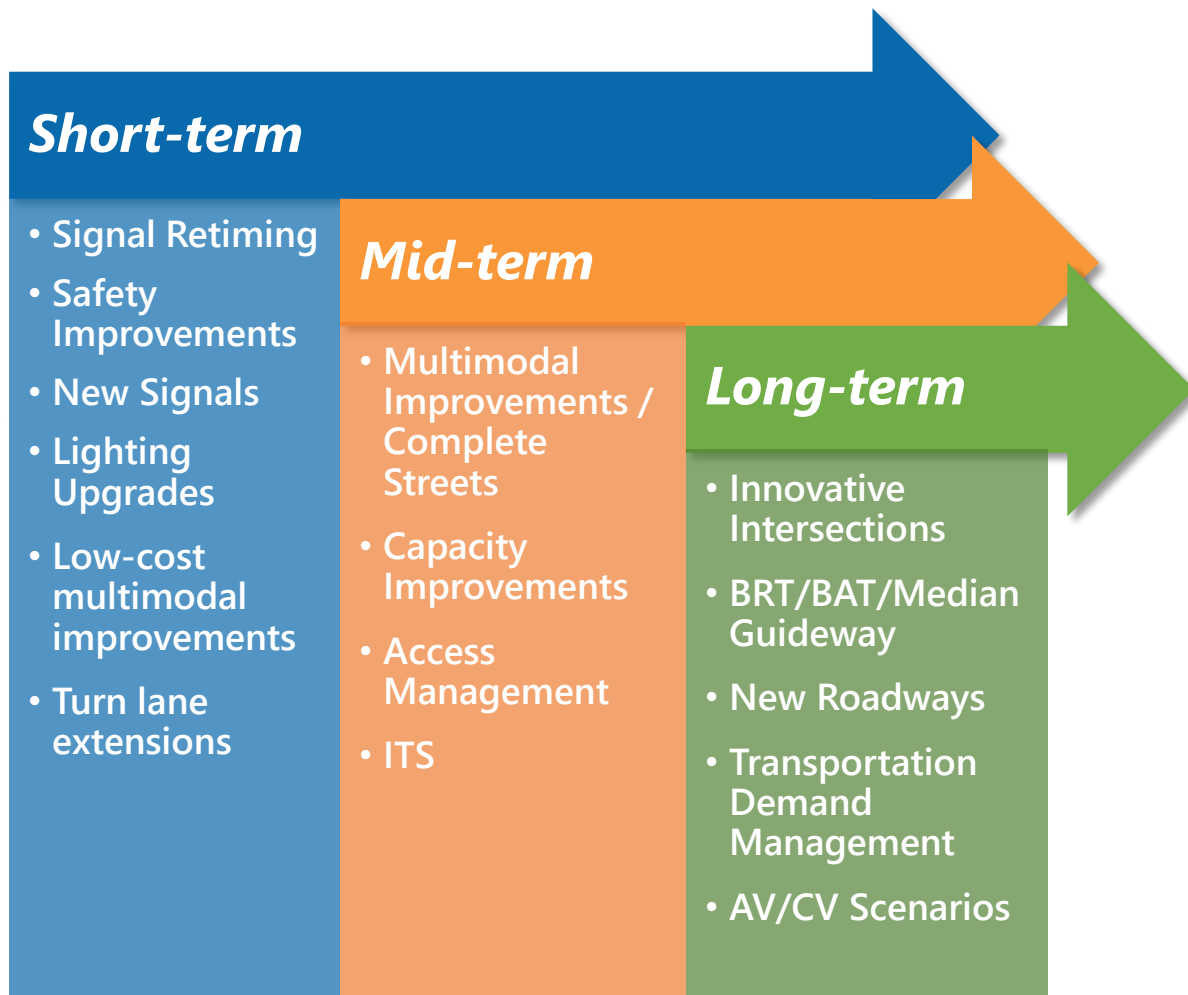 Short-term
• Signal Retiming
• Safety
Improvements
• New Signals
• Lighting
Upgrades
• Low-cost
multimodal
improvements
• Turn lane
extensions
Mid-term
• Multimodal
Improvements /
Complete
Streets
• Capacity
Improvements
• Access
Management
• ITS
Long-term
• Innovative
Intersections
• BRT/BAT/Median
Guideway
• New Roadways
• Transportation
Demand
Management
• AV/CV Scenarios